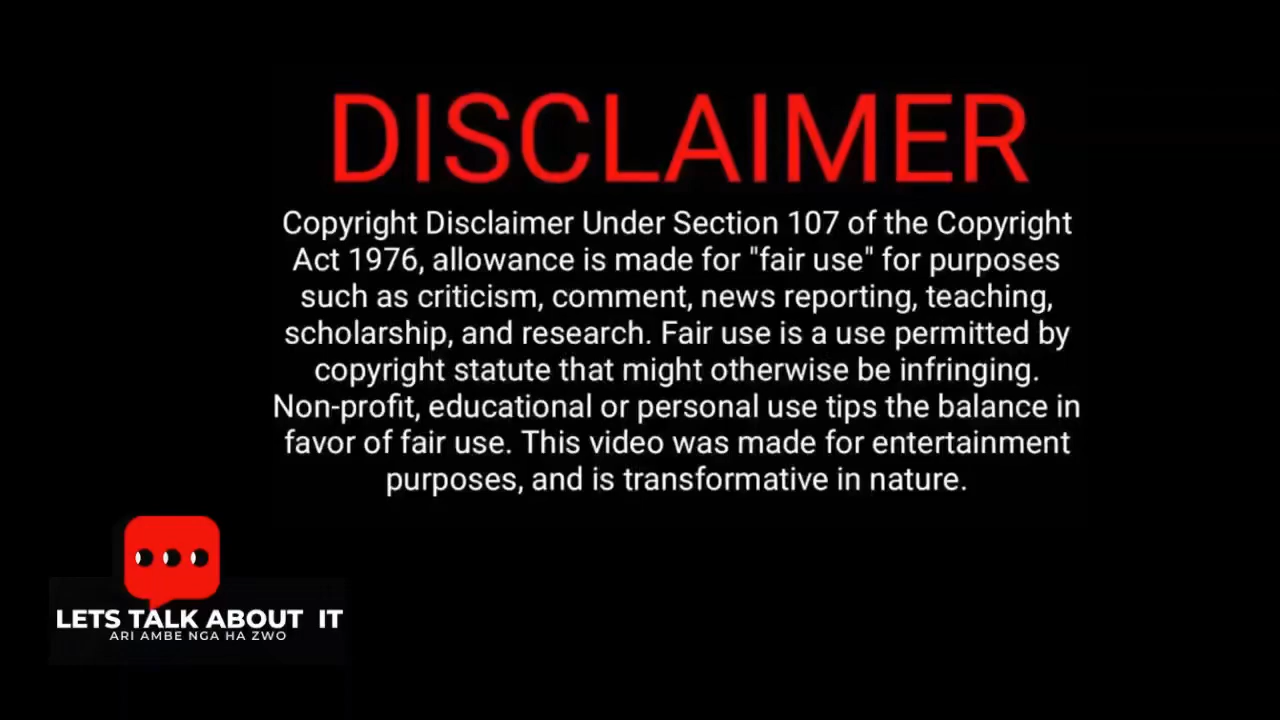 DISCLAIMER
Copyright Disclaimer Under Section 107 of the Copyright
Act 1976, allowance is made for "fair use" for purposes
such as criticism, comment, news reporting, teaching,
scholarship, and research. Fair use is a use permitted by
copyright statute that might otherwise be infringing.
Non-profit, educational or personal use tips the balance in
favor of fair use. This video was made for entertainment
purposes, and is transformative in nature.
LETS TALK ABOUT IT
ARI AMBE NGA HA ZWO